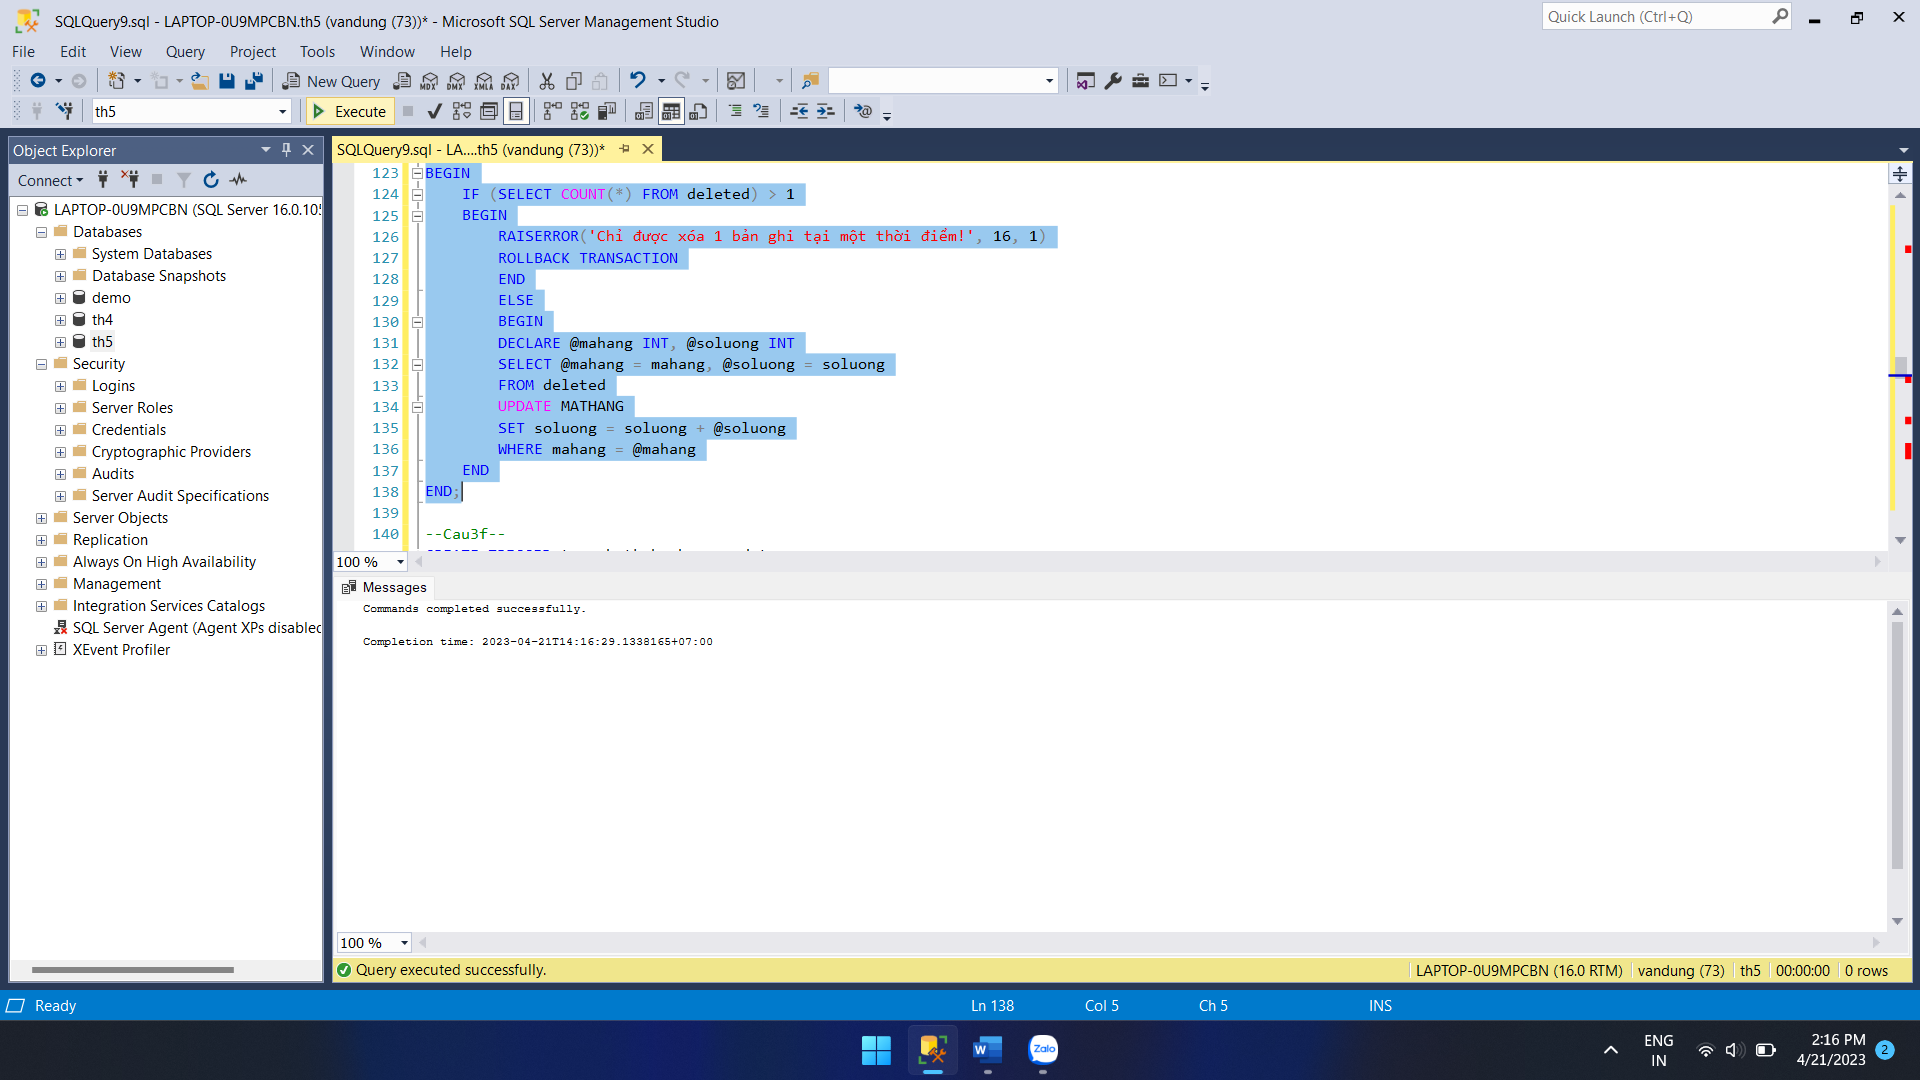 SQLQuery9.sql - LAPTOP-0U9MPCBN.th5 (vandung (73))* - Microsoft SQL Server Management Studio
Quick Launch (Ctrl+Q)
File Edit View Query Project Tools Window Help
New Query
MDX DMX XMLA DAX
th5
Execute
Object Explorer
Connect
LAPTOP-0U9MPCBN (SQL Server 16.0.105
Databases
System Databases
Database Snapshots
demo
th4
th5
Security
Logins
Server Roles
Credentials
Cryptographic Providers
Audits
Server Audit Specifications
Server Objects
Replication
Always On High Availability
Management
Integration Services Catalogs
SQL Server Agent (Agent XPs disabled
XEvent Profiler
SQLQuery9.sql - LA....th5 (vandung (73))*
123 BEGIN
124 IF (SELECT COUNT(*) FROM deleted) > 1
125 BEGIN
126 RAISERROR('Chỉ được xóa 1 bản ghi tại một thời điểm!', 16, 1)
127 ROLLBACK TRANSACTION
128 END
129 ELSE
130 BEGIN
131 DECLARE @mahang INT, @soluong INT
132 SELECT @mahang = mahang, @soluong = soluong
133 FROM deleted
134 UPDATE MATHANG
135 SET soluong = soluong + @soluong
136 WHERE mahang = @mahang
137 END
138 END;
139
140 --Cau3f--
100 %
Messages
Commands completed successfully.
Completion time: 2023-04-21T14:16:29.1338165+07:00
100 %
Query executed successfully.
LAPTOP-0U9MPCBN (16.0 RTM) vandung (73) th5 00:00:00 0 rows
Ready
Ln 138 Col 5 Ch 5 INS
Zalo
ENG
IN
2:16 PM
4/21/2023
2